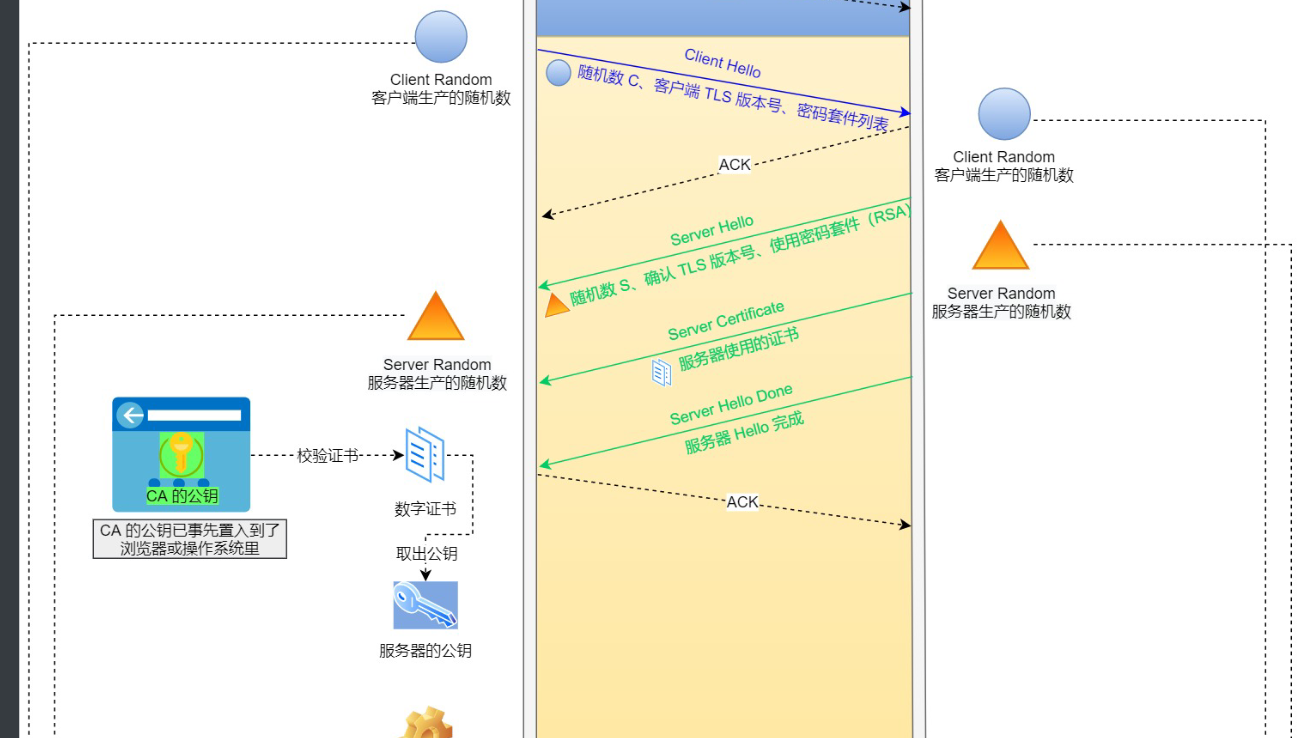 Client Random
客户端生产的随机数
Client Hello
随机数 C、客户端 TLS 版本号、密码套件列表
ACK
Client Random
客户端生产的随机数
Server Hello
随机数 S、确认 TLS 版本号、使用密码套件（RSA）
Server Random
服务器生产的随机数
Server Certificate
服务器使用的证书
Server Random
服务器生产的随机数
Server Hello Done
服务器 Hello 完成
ACK
CA 的公钥
校验证书
数字证书
CA 的公钥已事先置入到了
浏览器或操作系统里
取出公钥
服务器的公钥